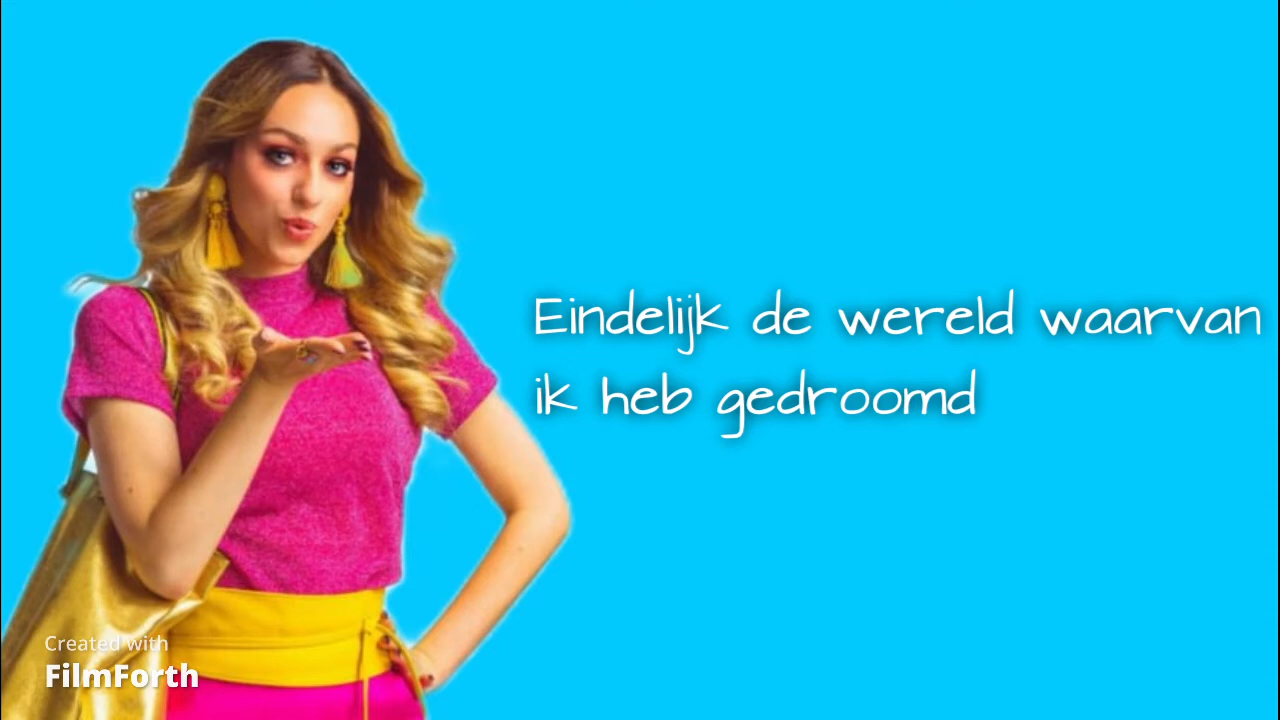 Eindelijk de wereld waarvan
ik heb gedroomd
Created with
FilmForth